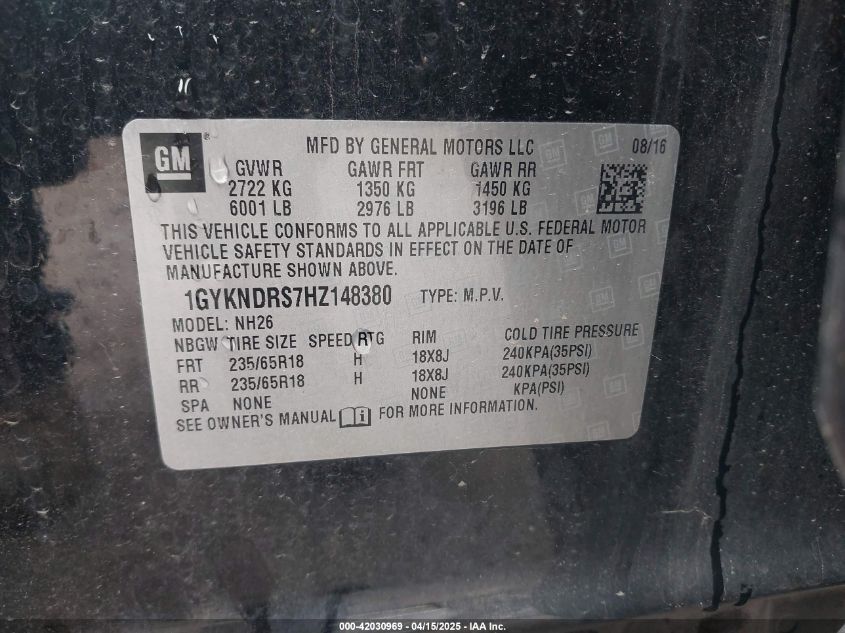 GM
MFD BY GENERAL MOTORS LLC 08/16
GVWR GAWR FRT GAWR RR
2722 KG 1350 KG 1450 KG
6001 LB 2976 LB 3196 LB
THIS VEHICLE CONFORMS TO ALL APPLICABLE U.S. FEDERAL MOTOR
VEHICLE SAFETY STANDARDS IN EFFECT ON THE DATE OF
MANUFACTURE SHOWN ABOVE.
1GYKNDRS7HZ148380 TYPE: M.P.V.
MODEL: NH26
NBGW TIRE SIZE SPEED RTG RIM COLD TIRE PRESSURE
FRT 235/65R18 H 18X8J 240KPA(35PSI)
RR 235/65R18 H 18X8J 240KPA(35PSI)
SPA NONE NONE KPA(PSI)
SEE OWNER'S MANUAL FOR MORE INFORMATION.
000-42030969 - 04/15/2025 - IAA Inc.